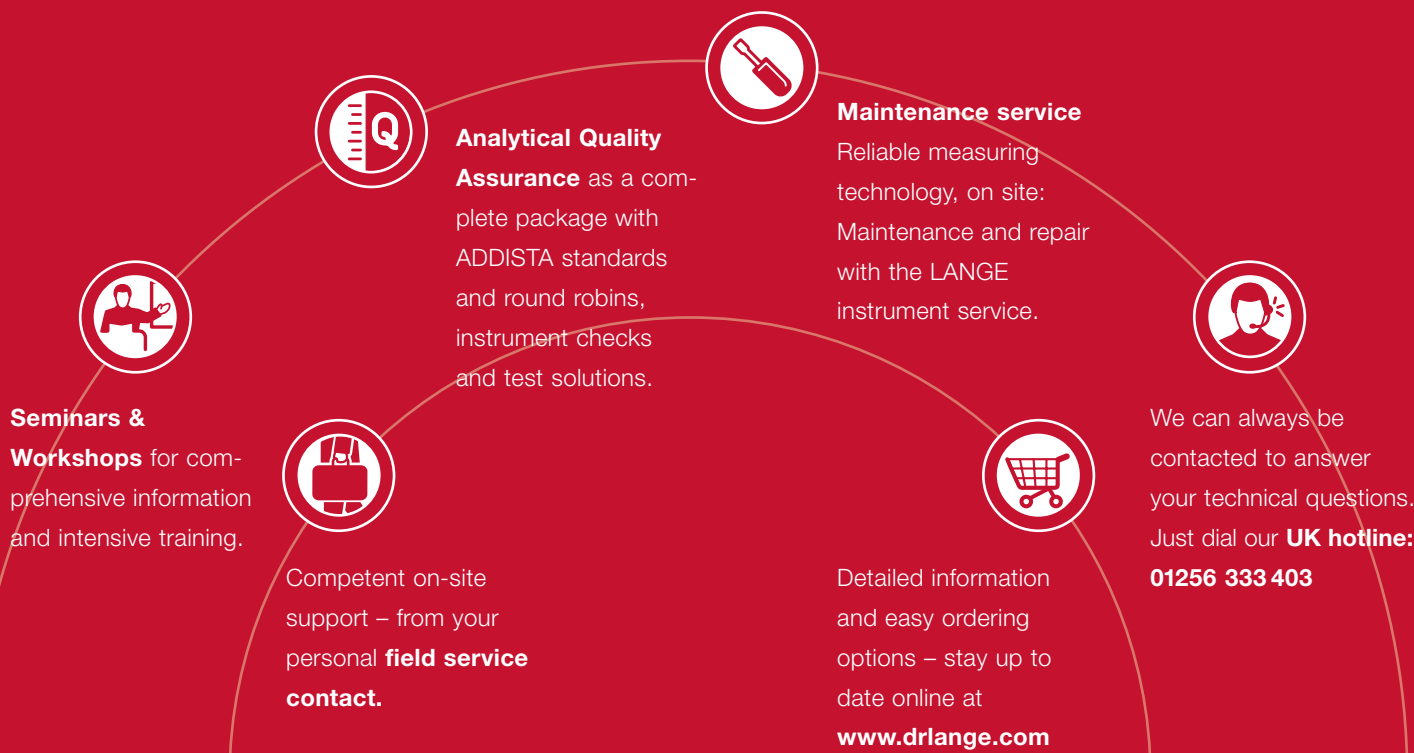 Q
Analytical Quality
Assurance as a com-
plete package with
ADDISTA standards
and round robins,
instrument checks
and test solutions.
Maintenance service
Reliable measuring
technology, on site:
Maintenance and repair
with the LANGE
instrument service.
Seminars &
Workshops for com-
prehensive information
and intensive training.
We can always be
contacted to answer
your technical questions.
Just dial our UK hotline:
01256 333 403
Competent on-site
support – from your
personal field service
contact.
Detailed information
and easy ordering
options – stay up to
date online at
www.drlange.com